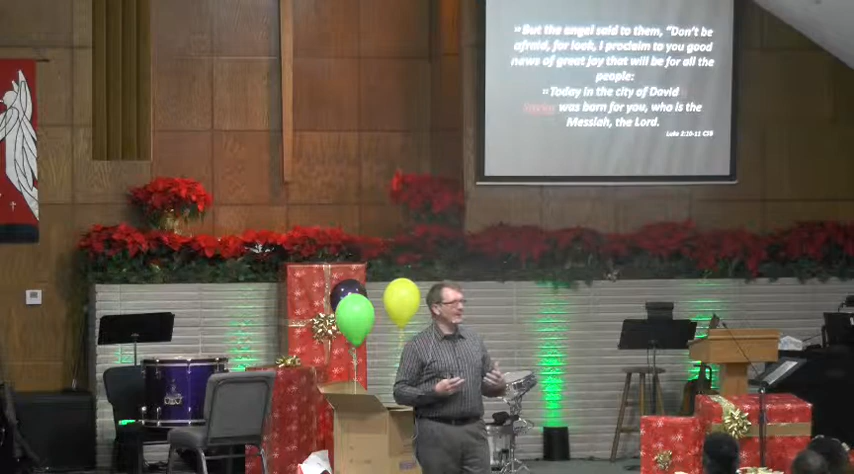 But the angel said to them, “Don't be
afraid, for look, I proclaim to you good
news of great joy that will be for all the
people:
Today in the city of David
was born for you, who is the
Messiah, the Lord.
Luke 2:10-11 CSB